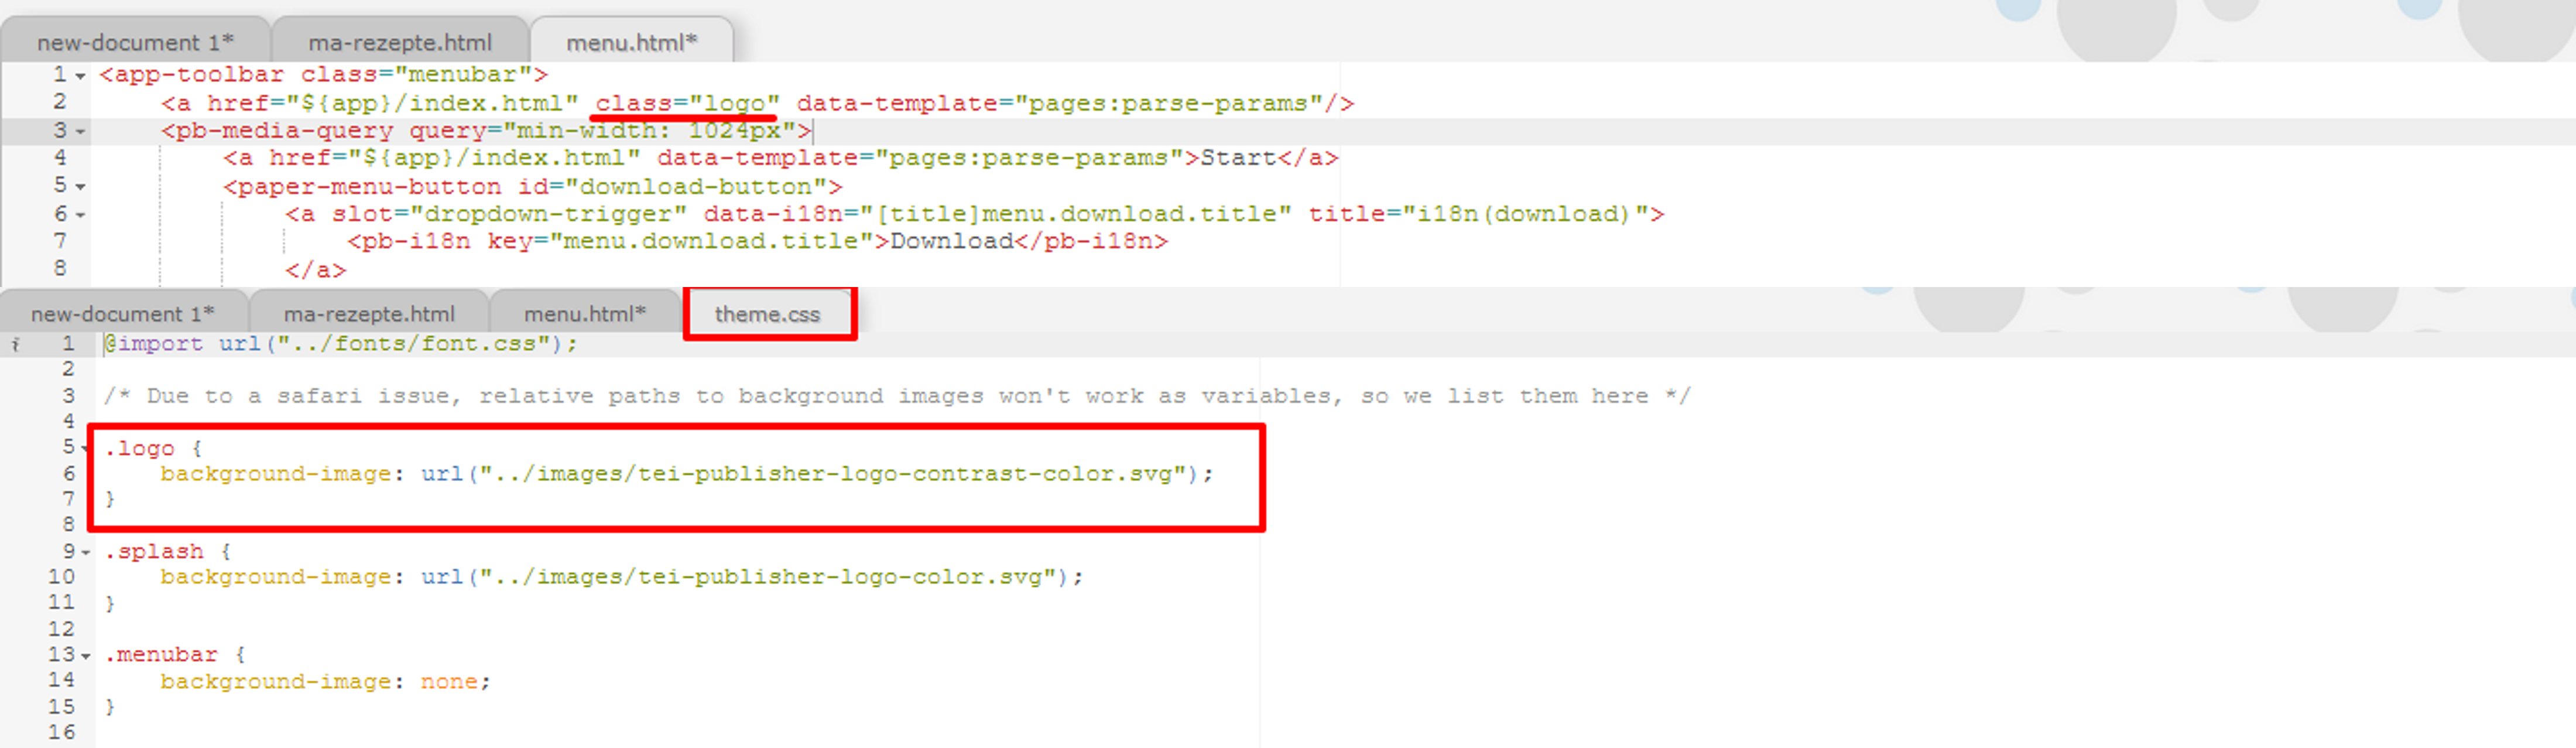 new-document 1* ma-rezepte.html menu.html*
1 <app-toolbar class="menubar">
2 <a href="${app}/index.html" class="logo" data-template="pages:parse-params"/>
3 <pb-media-query query="min-width: 1024px">
4 <a href="${app}/index.html" data-template="pages:parse-params">Start</a>
5 <paper-menu-button id="download-button">
6 <a slot="dropdown-trigger" data-i18n="[title]menu.download.title" title="i18n(download)">
7 <pb-i18n key="menu.download.title">Download</pb-i18n>
8 </a>
new-document 1* ma-rezepte.html menu.html* theme.css
i 1 @import url("../fonts/font.css");
2
3 /* Due to a safari issue, relative paths to background images won't work as variables, so we list them here */
4
5 .logo {
6 background-image: url("../images/tei-publisher-logo-contrast-color.svg");
7 }
8
9 .splash {
10 background-image: url("../images/tei-publisher-logo-color.svg");
11 }
12
13 .menubar {
14 background-image: none;
15 }
16